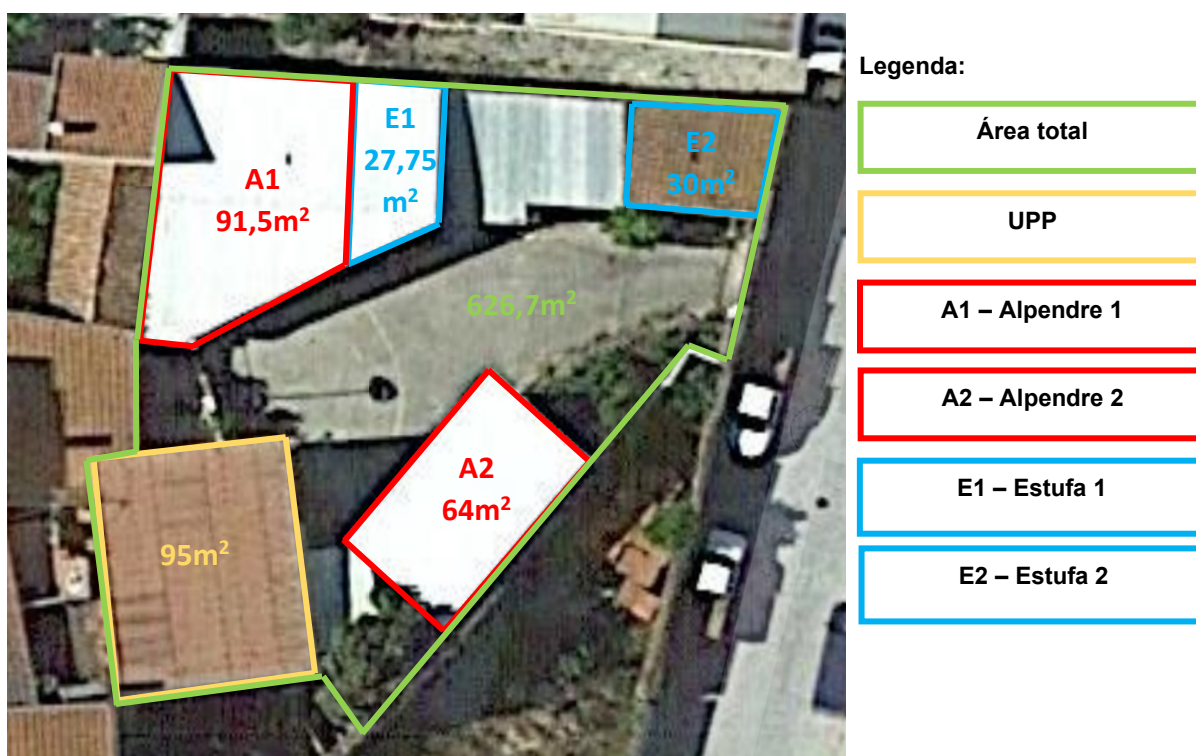 E1
27,75
m²
E2
30m²
A1
91,5m²
626,7m²
A2
64m²
95m²
Legenda:
Área total
UPP
A1 – Alpendre 1
A2 – Alpendre 2
E1 – Estufa 1
E2 – Estufa 2